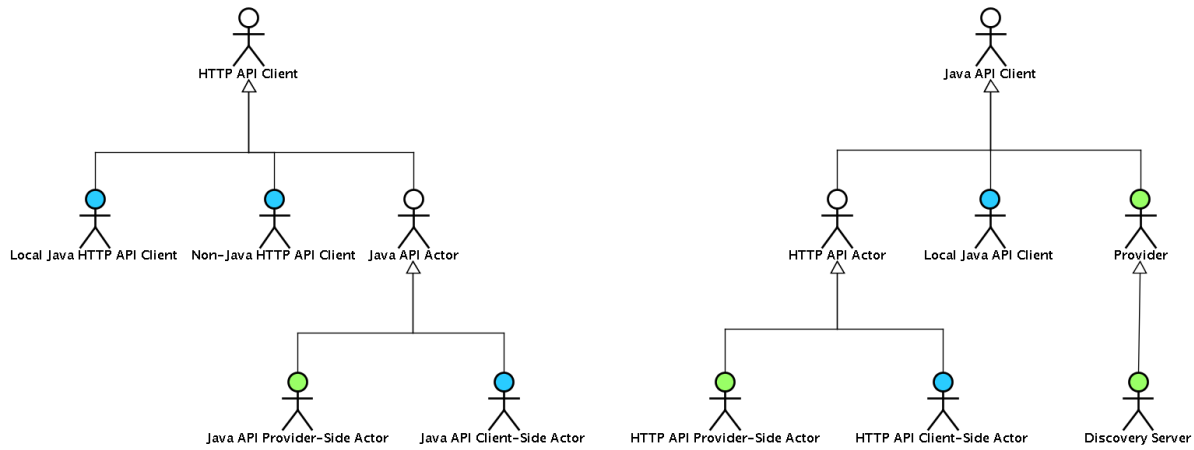 HTTP API Client
Java API Client
Local Java HTTP API Client
Non-Java HTTP API Client
Java API Actor
HTTP API Actor
Local Java API Client
Provider
Java API Provider-Side Actor
Java API Client-Side Actor
HTTP API Provider-Side Actor
HTTP API Client-Side Actor
Discovery Server